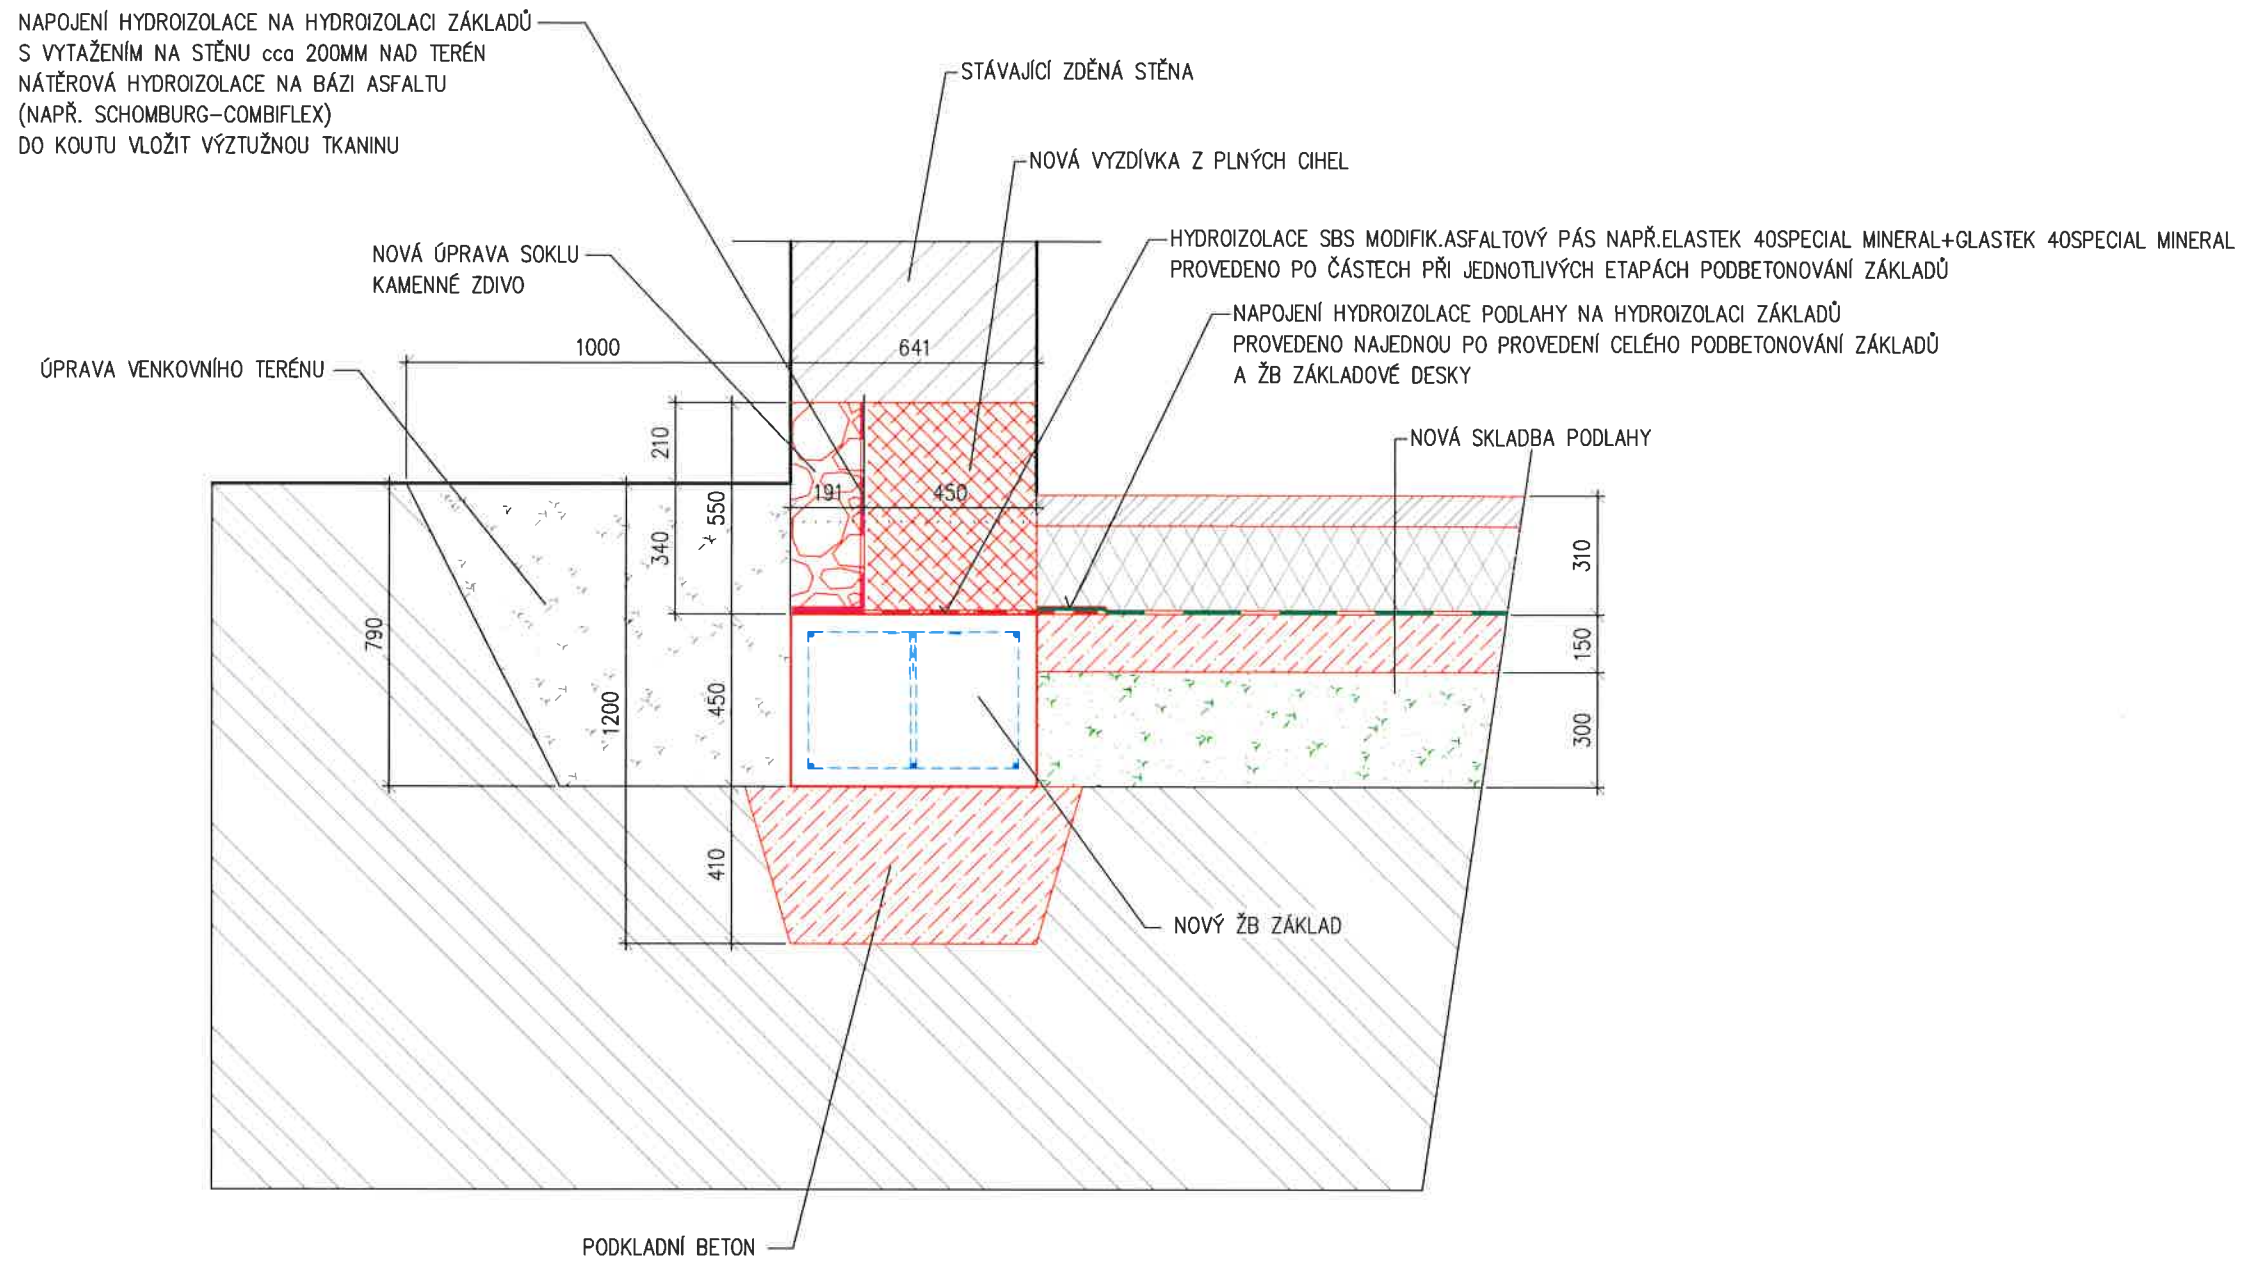 NAPOJENÍ HYDROIZOLACE NA HYDROIZOLACI ZÁKLADŮ
S VYTAŽENÍM NA STĚNU cca 200MM NAD TERÉN
NÁTĚROVÁ HYDROIZOLACE NA BÁZI ASFALTU
(NAPŘ. SCHOMBURG-COMBIFLEX)
DO KOUTU VLOŽIT VÝZTUŽNOU TKANINU
STÁVAJÍCÍ ZDĚNÁ STĚNA
NOVÁ VYZDÍVKA Z PLNÝCH CIHEL
HYDROIZOLACE SBS MODIFIK.ASFALTOVÝ PÁS NAPŘ.ELASTEK 40SPECIAL MINERAL+GLASTEK 40SPECIAL MINERAL
PROVEDENO PO ČÁSTECH PŘI JEDNOTLIVÝCH ETAPÁCH PODBETONOVÁNÍ ZÁKLADŮ
NOVÁ ÚPRAVA SOKLU
KAMENNÉ ZDIVO
NAPOJENÍ HYDROIZOLACE PODLAHY NA HYDROIZOLACI ZÁKLADŮ
PROVEDENO NAJEDNOU PO PROVEDENÍ CELÉHO PODBETONOVÁNÍ ZÁKLADŮ
A ŽB ZÁKLADOVÉ DESKY
ÚPRAVA VENKOVNÍHO TERÉNU
1000
641
NOVÁ SKLADBA PODLAHY
210
191
450
550
340
310
790
150
1200
450
300
410
NOVÝ ŽB ZÁKLAD
PODKLADNÍ BETON